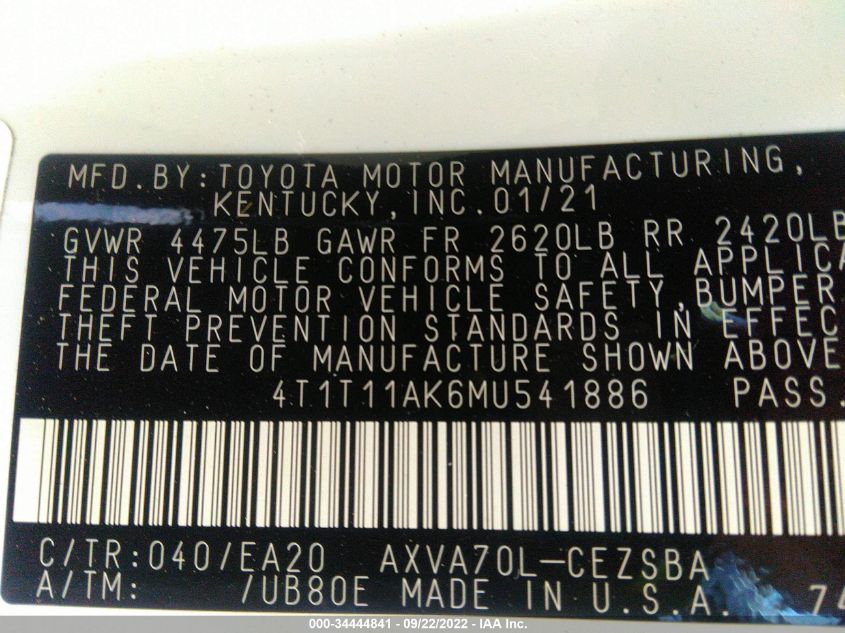 MFD.BY:TOYOTA MOTOR MANUFACTURING,
KENTUCKY,INC.01/21
GVWR 4475LB GAWR FR 2620LB RR 2420LB
THIS VEHICLE CONFORMS TO ALL APPLICA
FEDERAL MOTOR VEHICLE SAFETY,BUMPER
THEFT PREVENTION STANDARDS IN EFFEC
THE DATE OF MANUFACTURE SHOWN ABOVE
4T1T11AK6MU541886 PASS.
C/TR:040/EA20 AXVA70L-CEZSBA
A/TM: /UB80E MADE IN U.S.A. 74
000-34444841 - 09/22/2022 - IAA Inc.